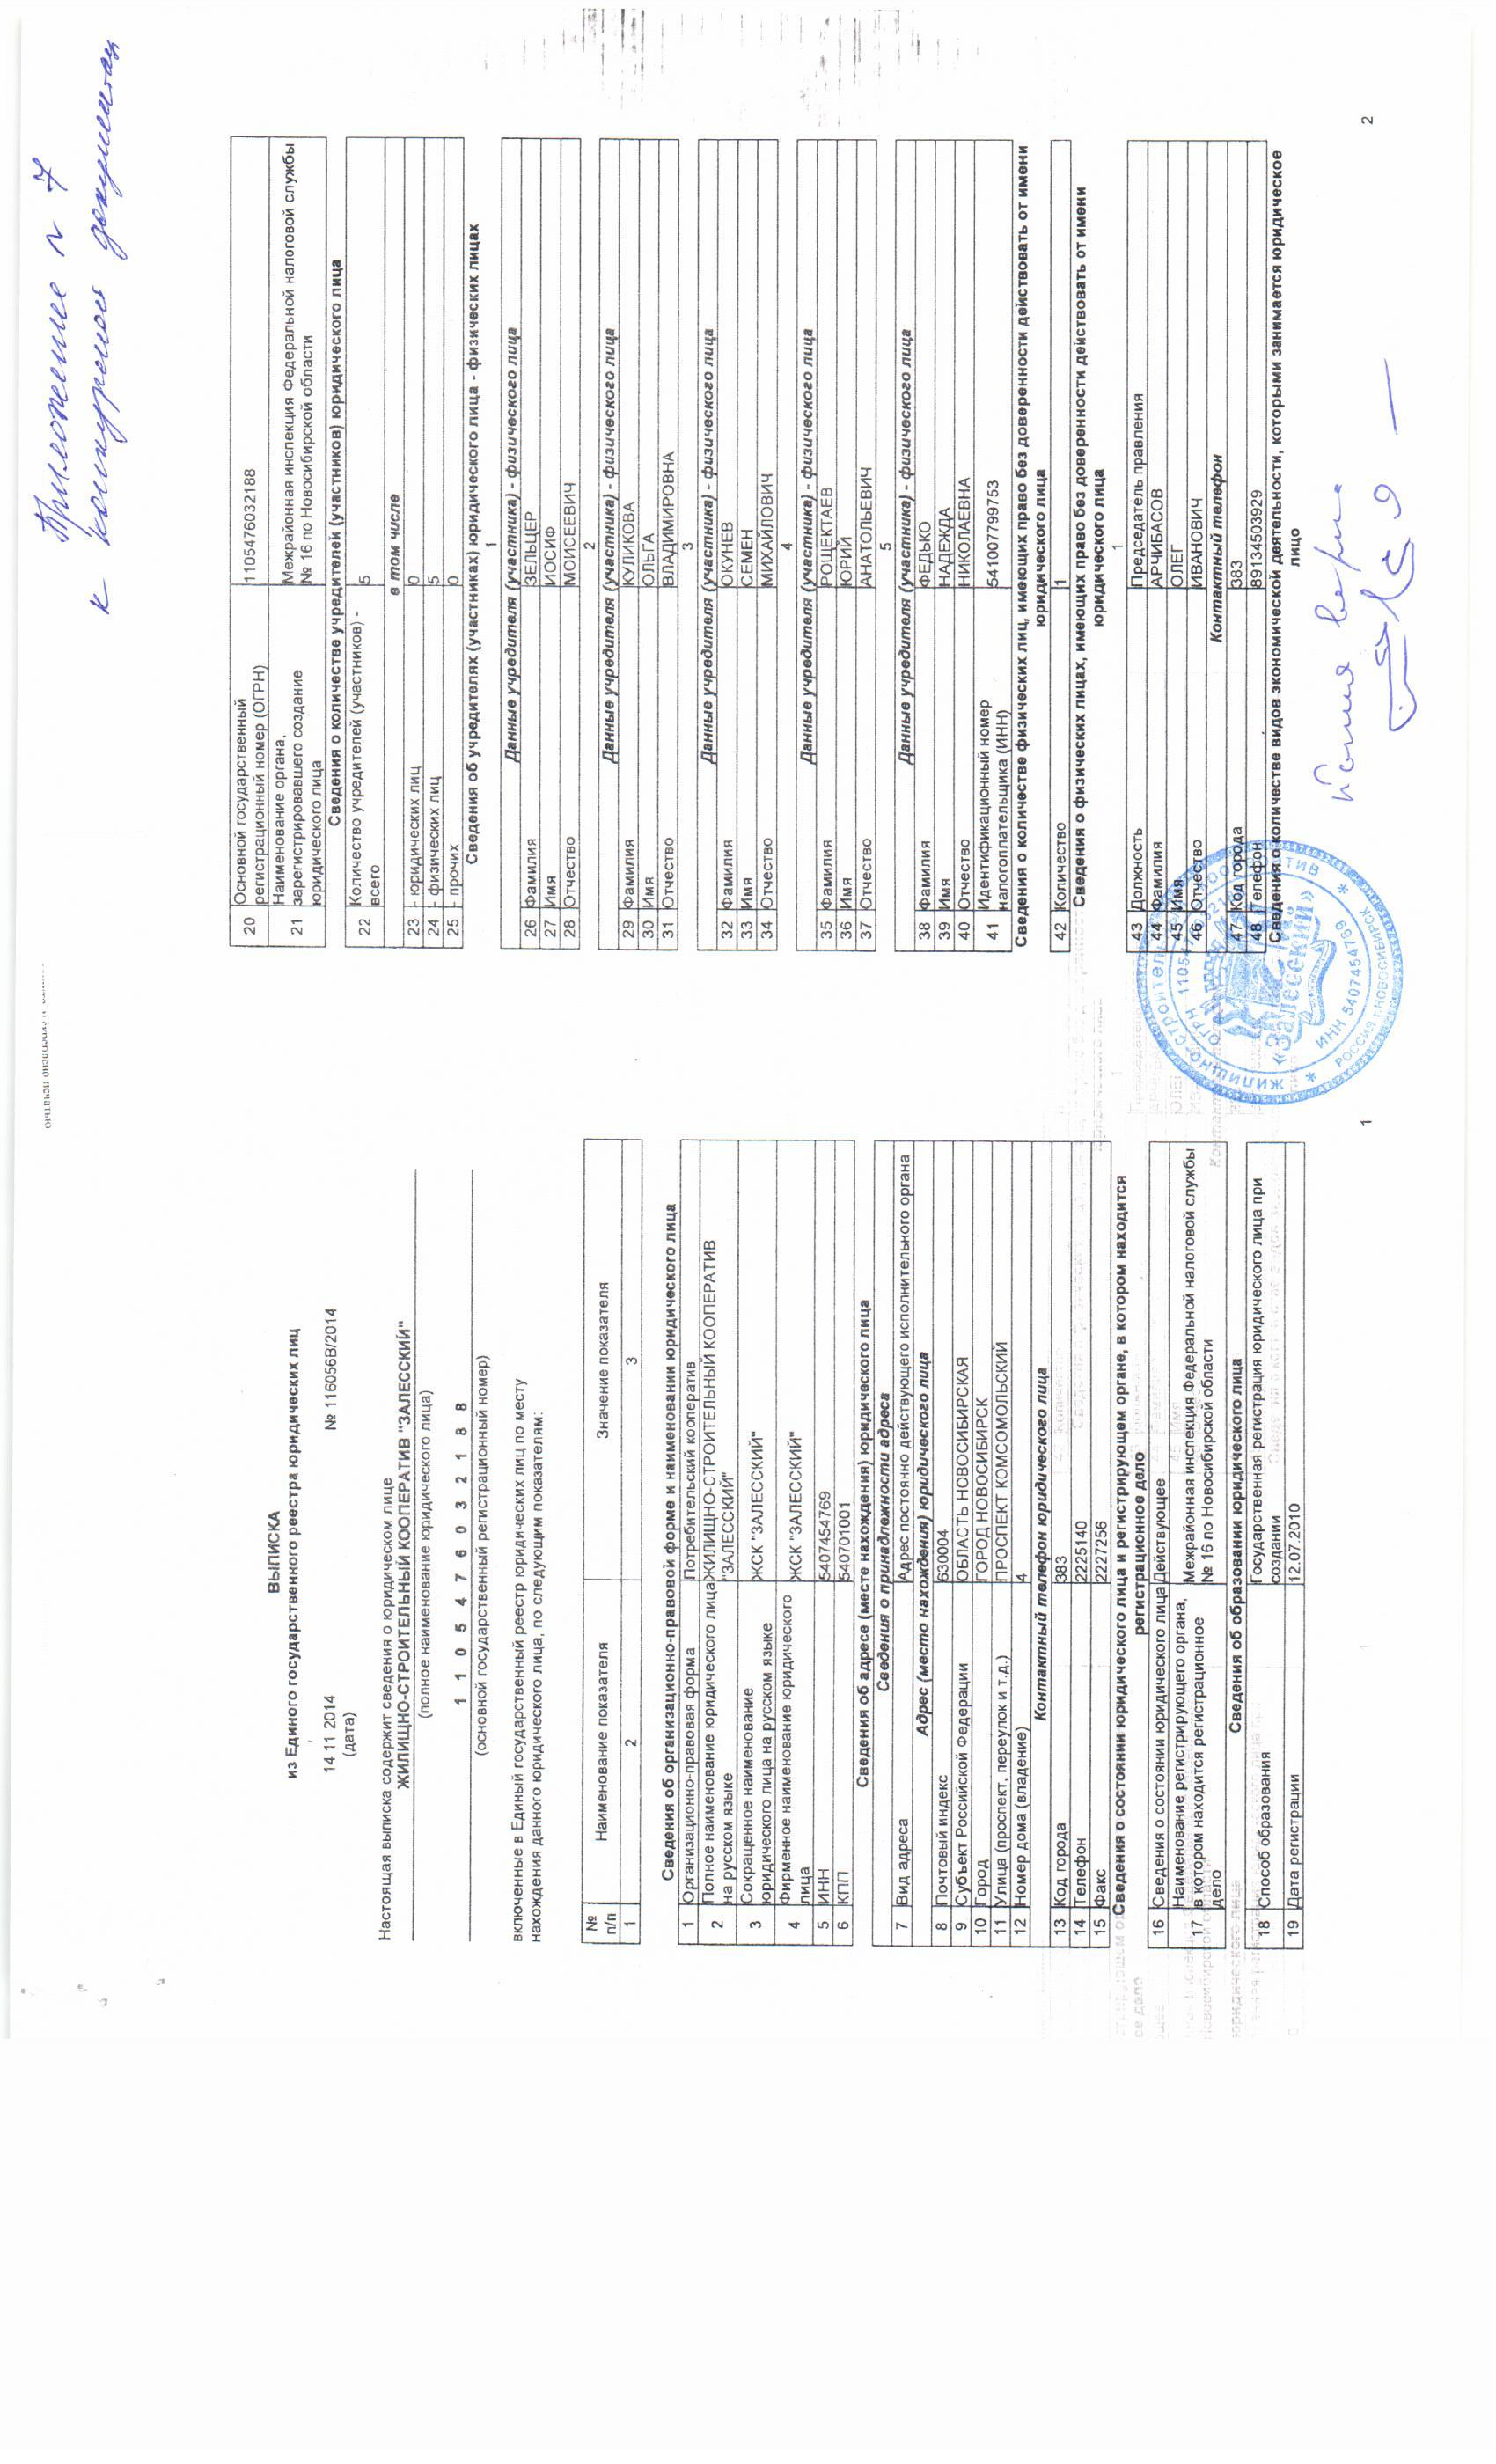 Приложение n 7
к конкурсной документации
ВЫПИСКА
из Единого государственного реестра юридических лиц
14 11 2014 № 116056В/2014
(дата)
Настоящая выписка содержит сведения о юридическом лице
ЖИЛИЩНО-СТРОИТЕЛЬНЫЙ КООПЕРАТИВ "ЗАЛЕССКИЙ"
(полное наименование юридического лица)
1 1 0 5 4 7 6 0 3 2 1 8 8
(основной государственный регистрационный номер)
включенные в Единый государственный реестр юридических лиц по месту
нахождения данного юридического лица, по следующим показателям:
№ п/п Наименование показателя Значение показателя
1 2 3
Сведения об организационно-правовой форме и наименовании юридического лица
1 Организационно-правовая форма Потребительский кооператив
2 Полное наименование юридического лица на русском языке ЖИЛИЩНО-СТРОИТЕЛЬНЫЙ КООПЕРАТИВ "ЗАЛЕССКИЙ"
3 Сокращенное наименование юридического лица на русском языке ЖСК "ЗАЛЕССКИЙ"
4 Фирменное наименование юридического лица ЖСК "ЗАЛЕССКИЙ"
5 ИНН 5407454769
6 КПП 540701001
Сведения об адресе (месте нахождения) юридического лица
Сведения о принадлежности адреса
7 Вид адреса Адрес постоянно действующего исполнительного органа
Адрес (место нахождения) юридического лица
8 Почтовый индекс 630004
9 Субъект Российской Федерации ОБЛАСТЬ НОВОСИБИРСКАЯ
10 Город ГОРОД НОВОСИБИРСК
11 Улица (проспект, переулок и т.д.) ПРОСПЕКТ КОМСОМОЛЬСКИЙ
12 Номер дома (владение) 4
Контактный телефон юридического лица
13 Код города 383
14 Телефон 2225140
15 Факс 2227256
Сведения о состоянии юридического лица и регистрирующем органе, в котором находится
регистрационное дело
16 Сведения о состоянии юридического лица Действующее
17 Наименование регистрирующего органа, в котором находится регистрационное дело Межрайонная инспекция Федеральной налоговой службы № 16 по Новосибирской области
Сведения об образовании юридического лица
18 Способ образования Государственная регистрация юридического лица при создании
19 Дата регистрации 12.07.2010
1
20 Основной государственный регистрационный номер (ОГРН) 1105476032188
21 Наименование органа, зарегистрировавшего создание юридического лица Межрайонная инспекция Федеральной налоговой службы № 16 по Новосибирской области
Сведения о количестве учредителей (участников) юридического лица
22 Количество учредителей (участников) - всего 5
в том числе
23 - юридических лиц 0
24 - физических лиц 5
25 - прочих 0
Сведения об учредителях (участниках) юридического лица - физических лицах
1
Данные учредителя (участника) - физического лица
26 Фамилия ЗЕЛЬЦЕР
27 Имя ИОСИФ
28 Отчество МОИСЕЕВИЧ
2
Данные учредителя (участника) - физического лица
29 Фамилия КУЛИКОВА
30 Имя ОЛЬГА
31 Отчество ВЛАДИМИРОВНА
3
Данные учредителя (участника) - физического лица
32 Фамилия ОКУНЕВ
33 Имя СЕМЕН
34 Отчество МИХАЙЛОВИЧ
4
Данные учредителя (участника) - физического лица
35 Фамилия РОЩЕКТАЕВ
36 Имя ЮРИЙ
37 Отчество АНАТОЛЬЕВИЧ
5
Данные учредителя (участника) - физического лица
38 Фамилия ФЕДЬКО
39 Имя НАДЕЖДА
40 Отчество НИКОЛАЕВНА
41 Идентификационный номер налогоплательщика (ИНН) 541007799753
Сведения о количестве физических лиц, имеющих право без доверенности действовать от имени
юридического лица
42 Количество 1
Сведения о физических лицах, имеющих право без доверенности действовать от имени
юридического лица
1
43 Должность Председатель правления
44 Фамилия АРЧИБАСОВ
45 Имя ОЛЕГ
46 Отчество ИВАНОВИЧ
Контактный телефон
47 Код города 383
48 Телефон 89134503929
Сведения о количестве видов экономической деятельности, которыми занимается юридическое
лицо
Копия верна
ЖИЛИЩНО-СТРОИТЕЛЬНЫЙ КООПЕРАТИВ
«Залесский»
ИНН 5407454769
РОССИЯ г.НОВОСИБИРСК
2